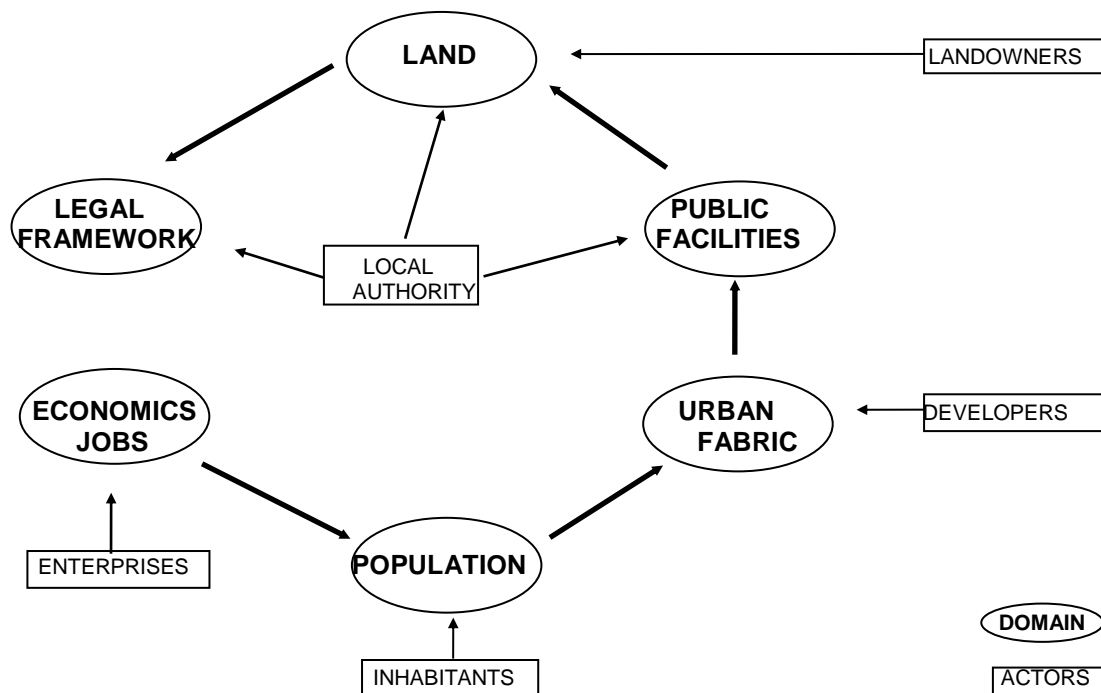 LAND
LANDOWNERS
LEGAL
FRAMEWORK
PUBLIC
FACILITIES
LOCAL
AUTHORITY
ECONOMICS
JOBS
URBAN
FABRIC
DEVELOPERS
ENTERPRISES
POPULATION
DOMAIN
INHABITANTS
ACTORS